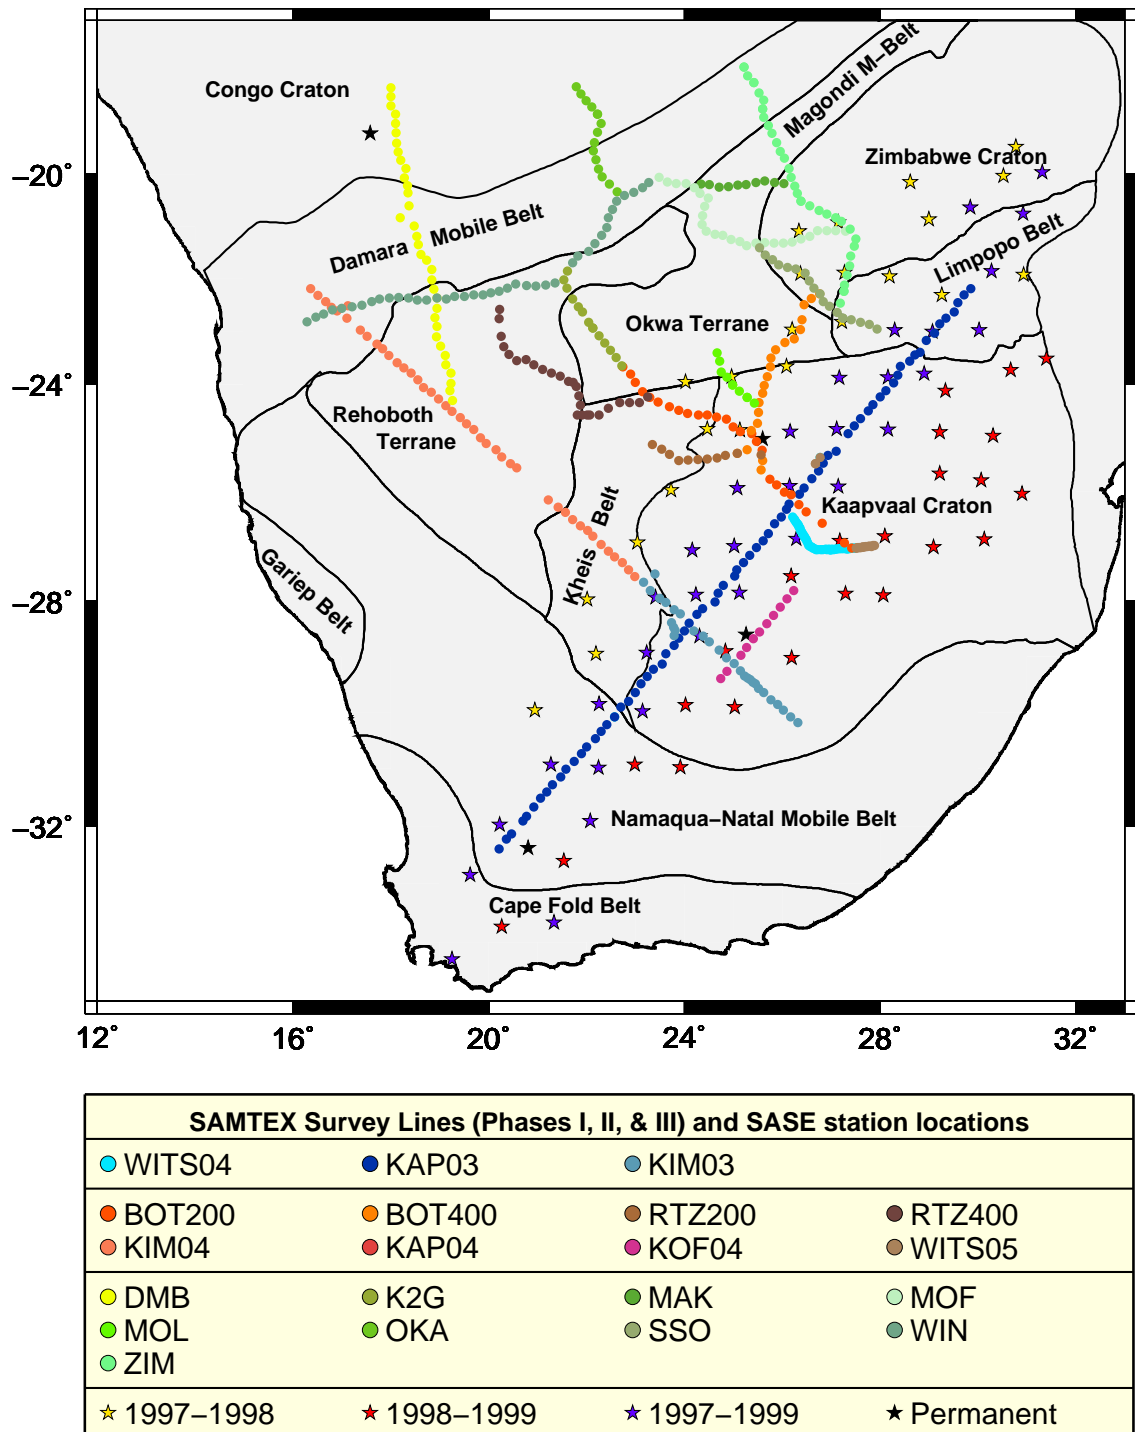 Congo Craton
Magondi M–Belt
Zimbabwe Craton
–20°
Damara Mobile Belt
Limpopo Belt
Okwa Terrane
–24°
Rehoboth
Terrane
Kaapvaal Craton
Kheis Belt
Gariep Belt
–28°
Namaqua–Natal Mobile Belt
–32°
Cape Fold Belt
12° 16° 20° 24° 28° 32°
SAMTEX Survey Lines (Phases I, II, & III) and SASE station locations
WITS04 KAP03 KIM03
BOT200 BOT400 RTZ200 RTZ400
KIM04 KAP04 KOF04 WITS05
DMB K2G MAK MOF
MOL OKA SSO WIN
ZIM
1997–1998 1998–1999 1997–1999 Permanent